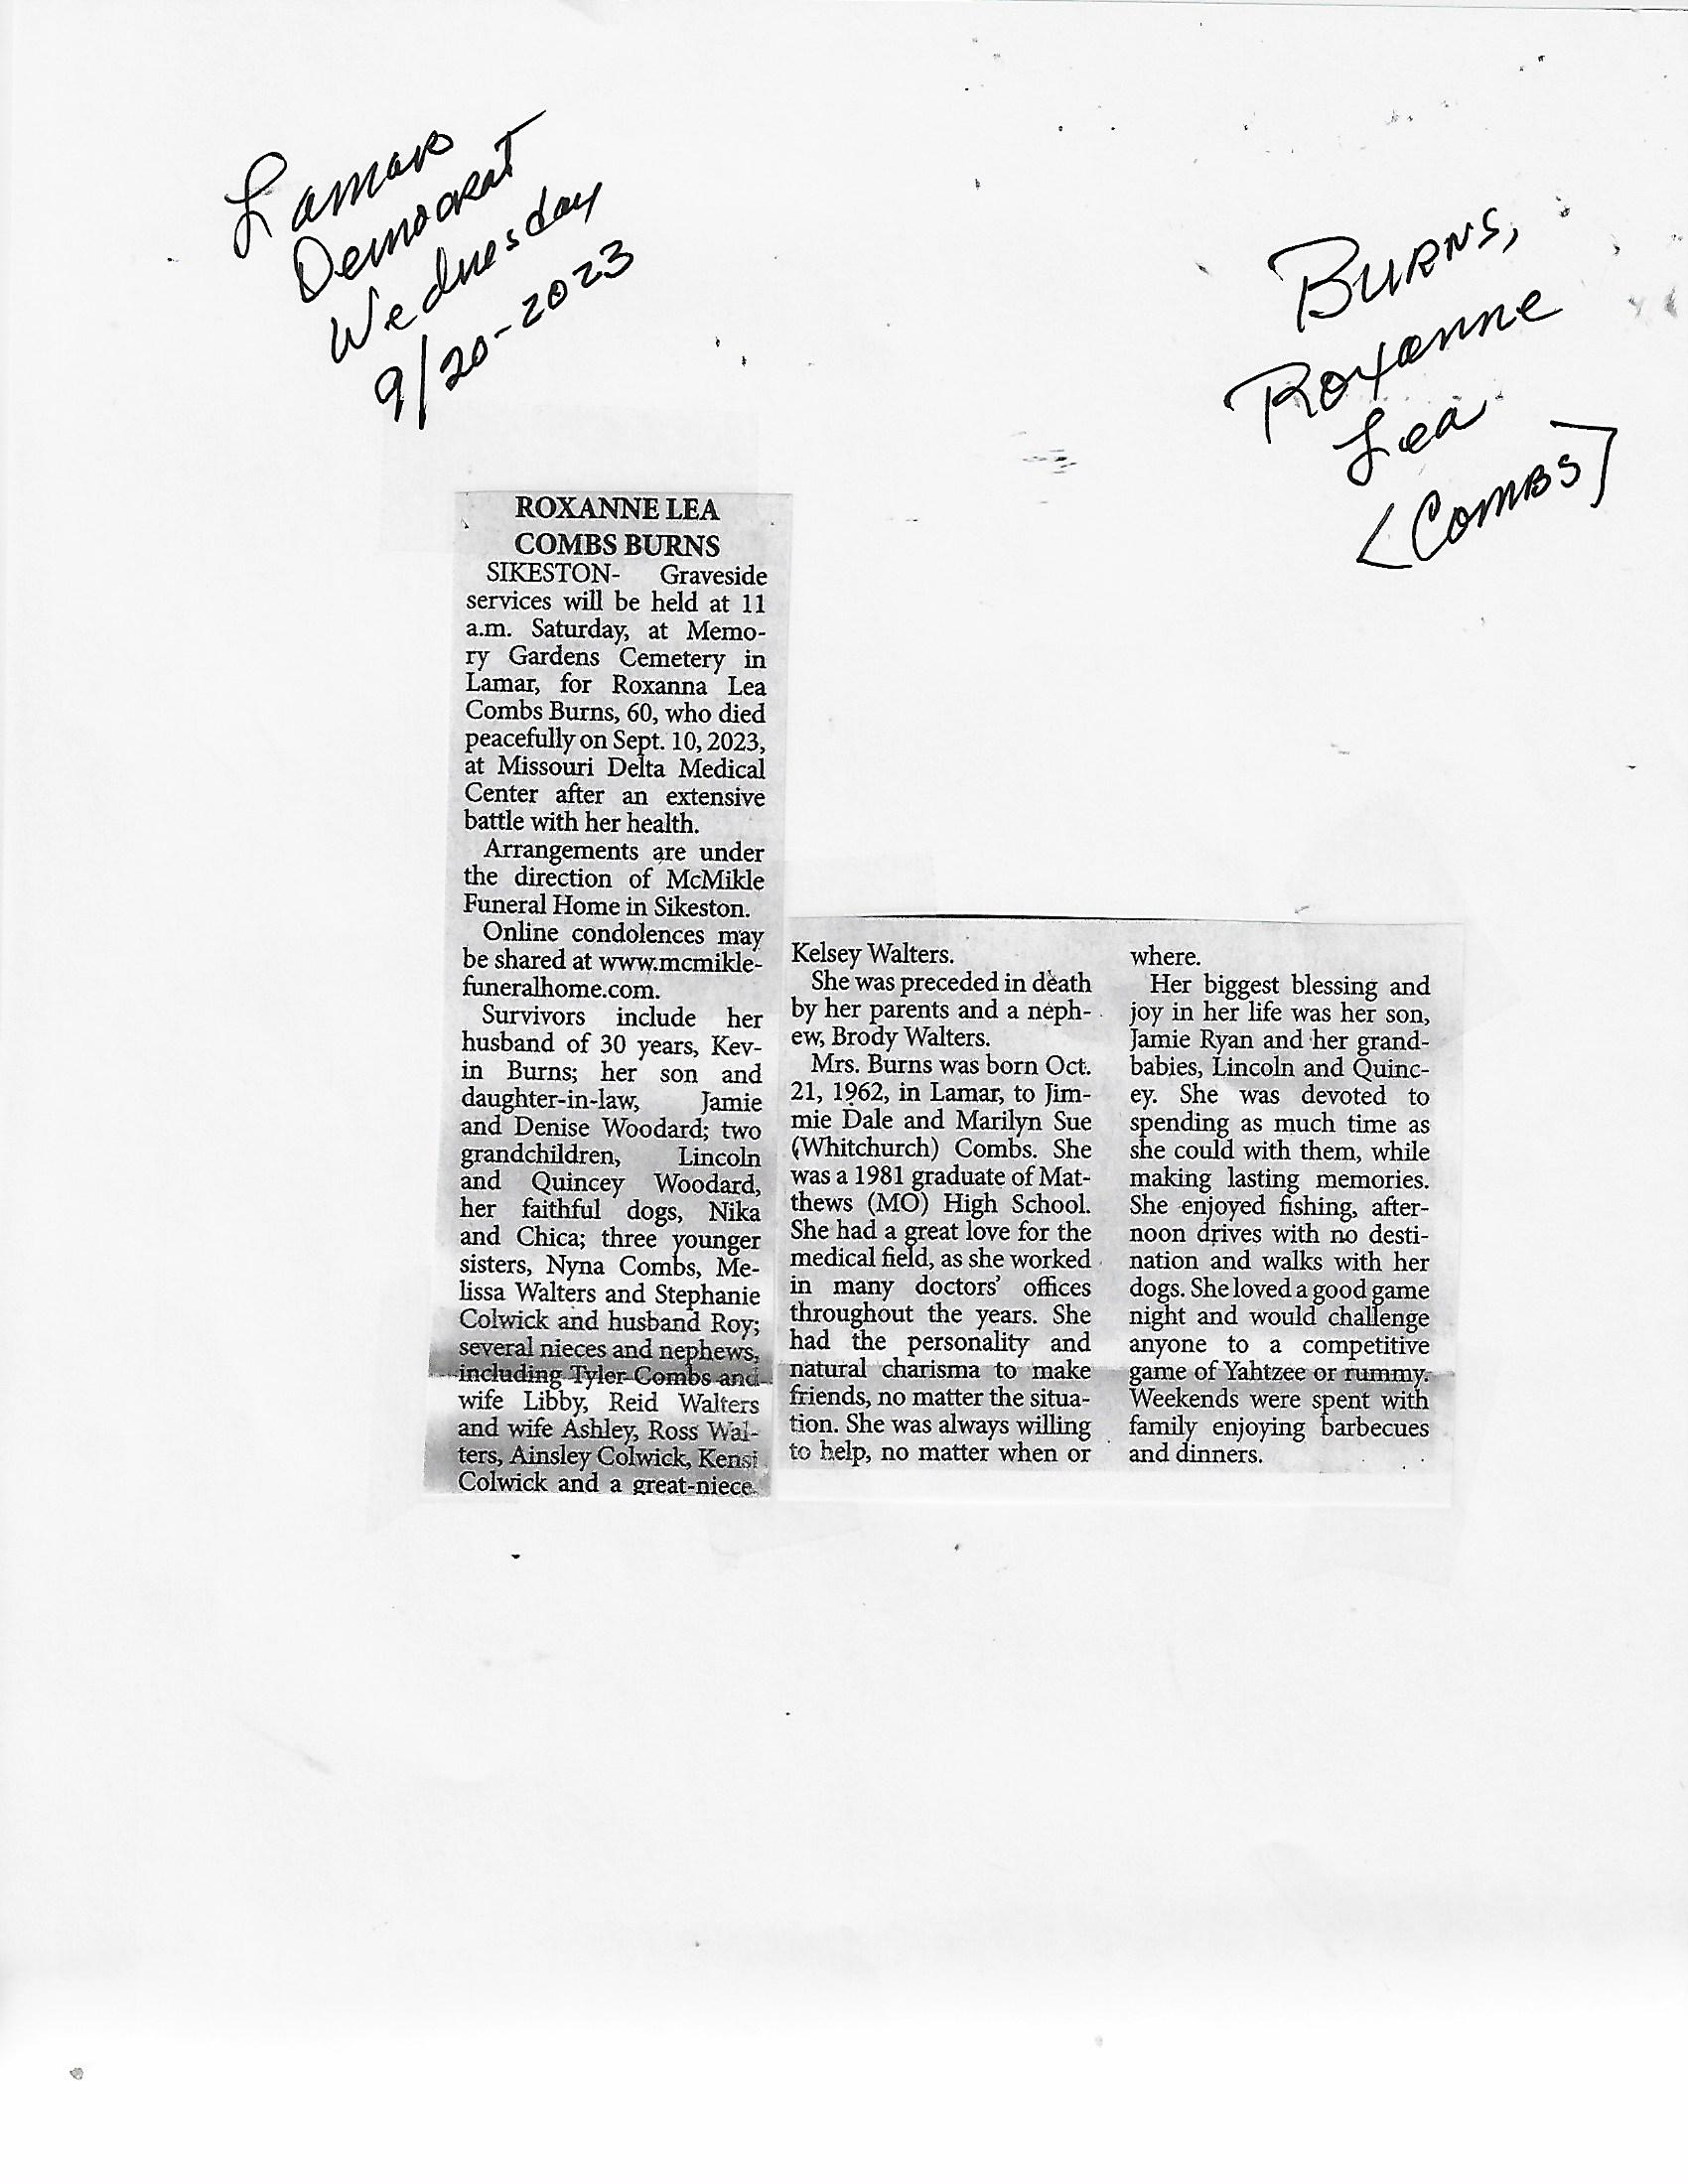 Lamar
Democrat
Wednesday
9/20-2023
Burns,
Roxanne
Lea
<Combs]
ROXANNE LEA
COMBS BURNS
SIKESTON- Graveside
services will be held at 11
a.m. Saturday, at Memo-
ry Gardens Cemetery in
Lamar, for Roxanna Lea
Combs Burns, 60, who died
peacefully on Sept. 10, 2023,
at Missouri Delta Medical
Center after an extensive
battle with her health.
Arrangements are under
the direction of McMikle
Funeral Home in Sikeston.
Online condolences may
be shared at www.mcmikle-
funeralhome.com.
Survivors include her
husband of 30 years, Kev-
in Burns; her son and
daughter-in-law, Jamie
and Denise Woodard; two
grandchildren, Lincoln
and Quincey Woodard,
her faithful dogs, Nika
and Chica; three younger
sisters, Nyna Combs, Me-
lissa Walters and Stephanie
Colwick and husband Roy;
several nieces and nephews,
including Tyler Combs and
wife Libby, Reid Walters
and wife Ashley, Ross Wal-
ters, Ainsley Colwick, Kensi
Colwick and a great-niece
Kelsey Walters.
She was preceded in death
by her parents and a neph-
ew, Brody Walters.
Mrs. Burns was born Oct.
21, 1962, in Lamar, to Jim-
mie Dale and Marilyn Sue
(Whitchurch) Combs. She
was a 1981 graduate of Mat-
thews (MO) High School.
She had a great love for the
medical field, as she worked
in many doctors' offices
throughout the years. She
had the personality and
natural charisma to make
friends, no matter the situa-
tion. She was always willing
to help, no matter when or
where.
Her biggest blessing and
joy in her life was her son,
Jamie Ryan and her grand-
babies, Lincoln and Quinc-
ey. She was devoted to
spending as much time as
she could with them, while
making lasting memories.
She enjoyed fishing, after-
noon drives with no desti-
nation and walks with her
dogs. She loved a good game
night and would challenge
anyone to a competitive
game of Yahtzee or rummy.
Weekends were spent with
family enjoying barbecues
and dinners.